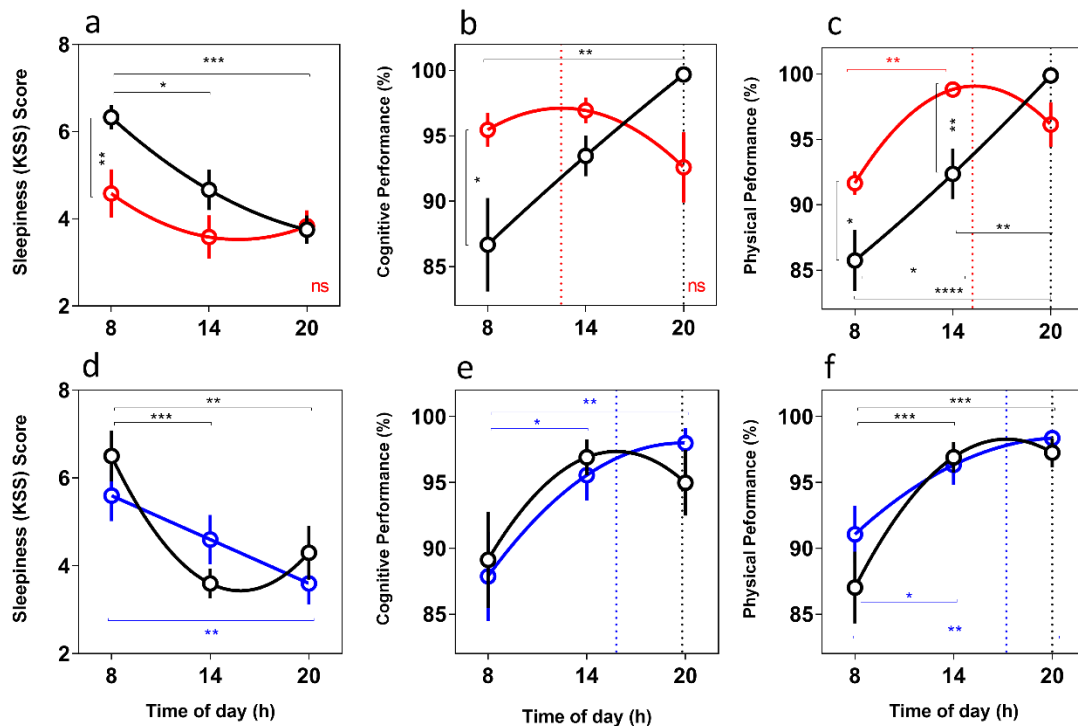 a
Sleepiness (KSS) Score
8
6
4
2
***
*
**
ns
8 14 20
b
Cognitive Performance (%)
100
95
90
85
**
*
ns
8 14 20
c
Physical Peformance (%)
100
95
90
85
**
**
*
**
*
****
8 14 20
d
Sleepiness (KSS) Score
8
6
4
2
**
***
**
8 14 20
Time of day (h)
e
Cognitive Performance (%)
100
95
90
85
**
*
8 14 20
Time of day (h)
f
Physical Peformance (%)
100
95
90
85
***
***
*
**
8 14 20
Time of day (h)